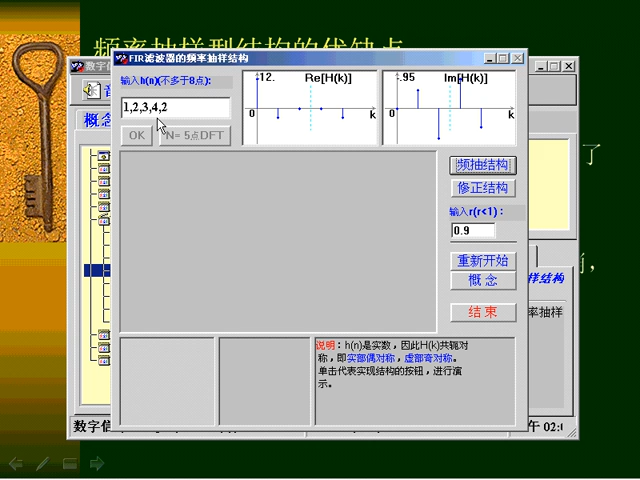 频率抽样型结构的优缺点
数字信
FIR滤波器的频率抽样结构
输入h(n)(不多于8点):
1,2,3,4,2
OK
N= 5点DFT
12.
Re[H(k)]
0
k
.95
Im[H(k)]
0
k
概念
了
频抽结构
修正结构
输入r(r<1):
0.9
重新开始
概 念
结 束
样结构
率抽样
说明：h(n)是实数，因此H(k)共轭对
称，即实部偶对称，虚部奇对称。
单击代表实现结构的按钮，进行演
示。
数字信
午 02: